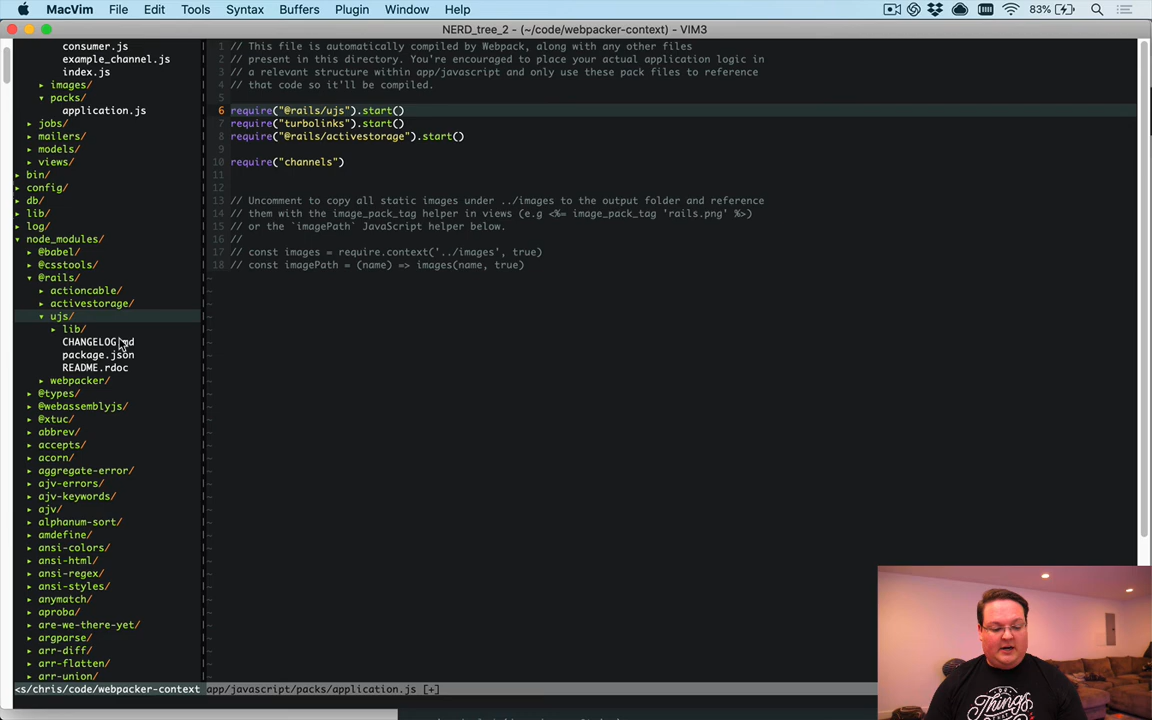 MacVim File Edit Tools Syntax Buffers Plugin Window Help 83%
NERD_tree_2 - (~/code/webpacker-context) - VIM3
consumer.js
example_channel.js
index.js
▸ images/
▾ packs/
application.js
▸ jobs/
▸ mailers/
▸ models/
▸ views/
▸ bin/
▸ config/
▸ db/
▸ lib/
▸ log/
▾ node_modules/
▸ @babel/
▸ @csstools/
▾ @rails/
▸ actioncable/
▸ activestorage/
▾ ujs/
▸ lib/
CHANGELOG.md
package.json
README.rdoc
▸ webpacker/
▸ @types/
▸ @webassemblyjs/
▸ @xtuc/
▸ abbrev/
▸ accepts/
▸ acorn/
▸ aggregate-error/
▸ ajv-errors/
▸ ajv-keywords/
▸ ajv/
▸ alphanum-sort/
▸ amdefine/
▸ ansi-colors/
▸ ansi-html/
▸ ansi-regex/
▸ ansi-styles/
▸ anymatch/
▸ aproba/
▸ are-we-there-yet/
▸ argparse/
▸ arr-diff/
▸ arr-flatten/
▸ arr-union/
<s/chris/code/webpacker-context
1 // This file is automatically compiled by Webpack, along with any other files
2 // present in this directory. You're encouraged to place your actual application logic in
3 // a relevant structure within app/javascript and only use these pack files to reference
4 // that code so it'll be compiled.
5
6 require("@rails/ujs").start()
7 require("turbolinks").start()
8 require("@rails/activestorage").start()
9
10 require("channels")
11
12
13 // Uncomment to copy all static images under ../images to the output folder and reference
14 // them with the image_pack_tag helper in views (e.g <%= image_pack_tag 'rails.png' %>)
15 // or the `imagePath` JavaScript helper below.
16 //
17 // const images = require.context('../images', true)
18 // const imagePath = (name) => images(name, true)
app/javascript/packs/application.js [+]